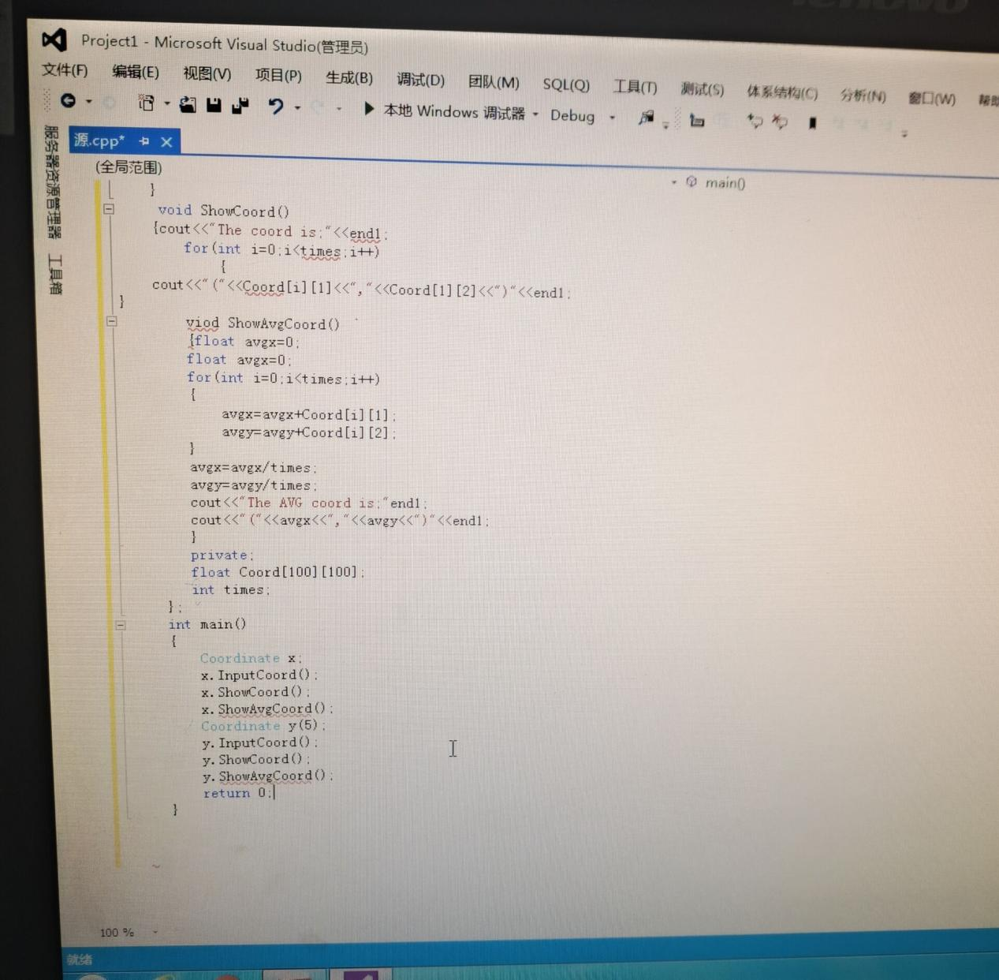 lenovo
Project1 - Microsoft Visual Studio(管理员)
文件(F) 编辑(E) 视图(V) 项目(P) 生成(B) 调试(D) 团队(M) SQL(Q) 工具(T) 测试(S) 体系结构(C) 分析(N) 窗口(W) 帮助
本地 Windows 调试器 Debug
服务器资源管理器 工具箱
源.cpp*
(全局范围)
main()
}
void ShowCoord()
{cout<<"The coord is;"<<end1;
for(int i=0;i<times;i++)
{
cout<<"("<<Coord[i][1]<<","<<Coord[1][2]<<")"<<end1;
}
viod ShowAvgCoord()
{float avgx=0;
float avgx=0;
for(int i=0;i<times;i++)
{
avgx=avgx+Coord[i][1];
avgy=avgy+Coord[i][2];
}
avgx=avgx/times;
avgy=avgy/times;
cout<<"The AVG coord is;"end1;
cout<<"("<<avgx<<","<<avgy<<")"<<end1;
}
private;
float Coord[100][100];
int times;
};
int main()
{
Coordinate x;
x.InputCoord();
x.ShowCoord();
x.ShowAvgCoord();
Coordinate y(5);
y.InputCoord();
y.ShowCoord();
y.ShowAvgCoord();
return 0;
}
100 %
就绪